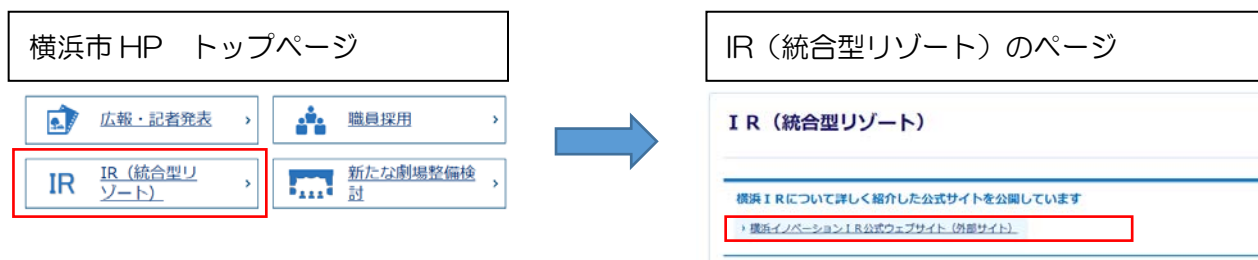 横浜市 HP　トップページ
IR（統合型リゾート）のページ
広報・記者発表
職員採用
IR
IR（統合型リ
ゾート）
新たな劇場整備検
討
ＩＲ（統合型リゾート）
横浜ＩＲについて詳しく紹介した公式サイトを公開しています
横浜イノベーションＩＲ公式ウェブサイト（外部サイト）